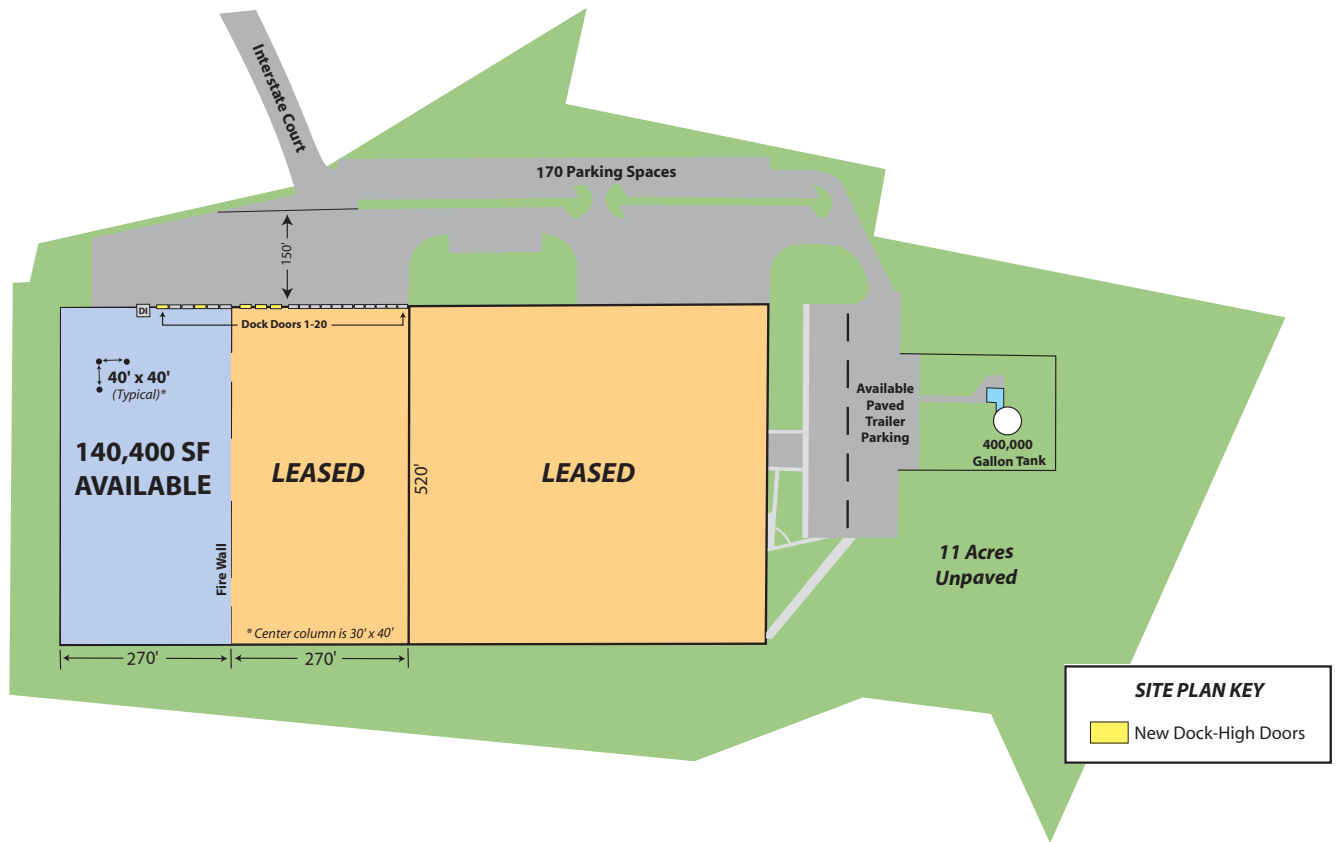 Interstate Court
170 Parking Spaces
150'
DI
Dock Doors 1-20
40' x 40'
(Typical)*
140,400 SF
AVAILABLE
Fire Wall
LEASED
520'
LEASED
* Center column is 30' x 40'
270'
270'
Available
Paved
Trailer
Parking
400,000
Gallon Tank
11 Acres
Unpaved
SITE PLAN KEY
New Dock-High Doors